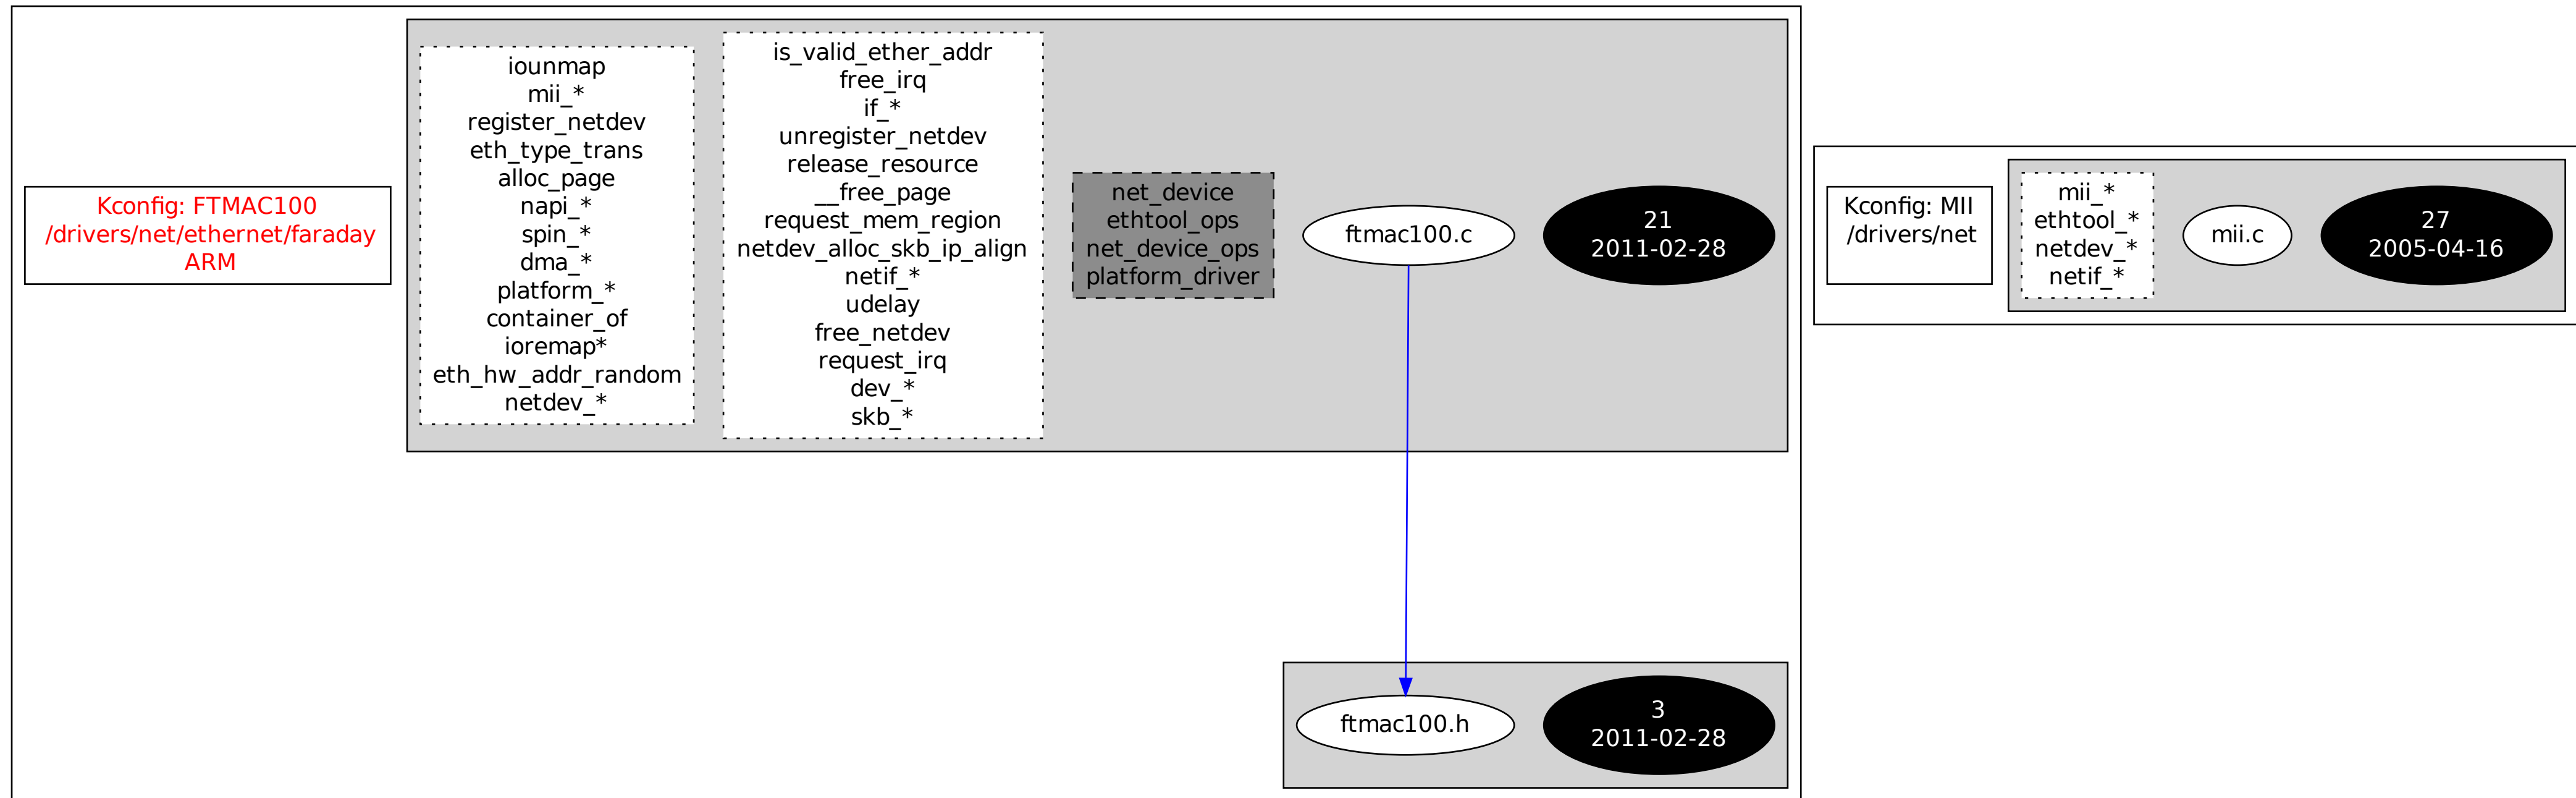 Kconfig: FTMAC100
/drivers/net/ethernet/faraday
ARM
iounmap
mii_*
register_netdev
eth_type_trans
alloc_page
napi_*
spin_*
dma_*
platform_*
container_of
ioremap*
eth_hw_addr_random
netdev_*
is_valid_ether_addr
free_irq
if_*
unregister_netdev
release_resource
__free_page
request_mem_region
netdev_alloc_skb_ip_align
netif_*
udelay
free_netdev
request_irq
dev_*
skb_*
net_device
ethtool_ops
net_device_ops
platform_driver
ftmac100.c
21
2011-02-28
ftmac100.h
3
2011-02-28
Kconfig: MII
/drivers/net
mii_*
ethtool_*
netdev_*
netif_*
mii.c
27
2005-04-16